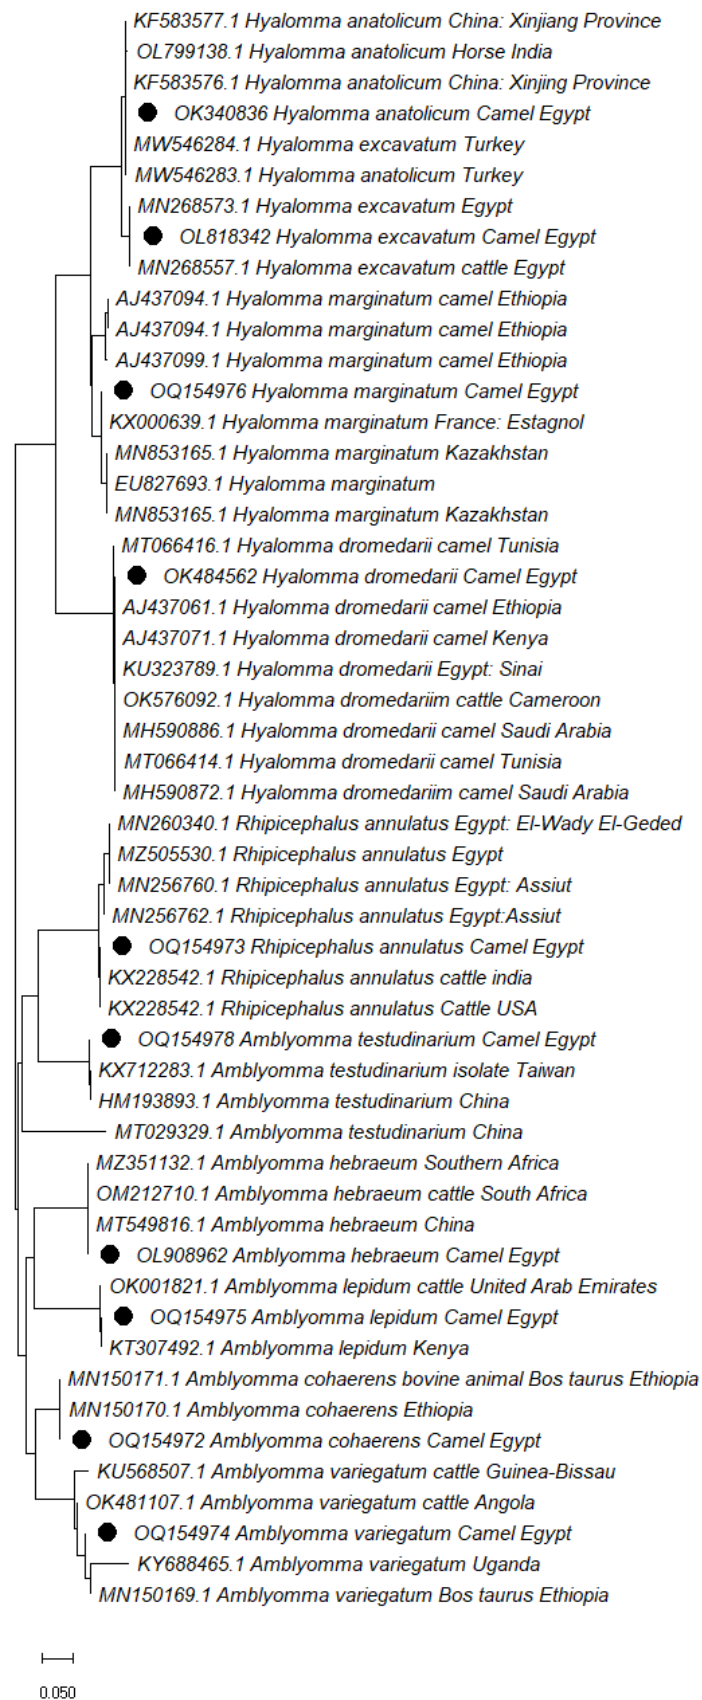 KF583577.1 Hyalomma anatolicum China: Xinjiang Province
OL799138.1 Hyalomma anatolicum Horse India
KF583576.1 Hyalomma anatolicum China: Xinjing Province
OK340836 Hyalomma anatolicum Camel Egypt
MW546284.1 Hyalomma excavatum Turkey
MW546283.1 Hyalomma anatolicum Turkey
MN268573.1 Hyalomma excavatum Egypt
OL818342 Hyalomma excavatum Camel Egypt
MN268557.1 Hyalomma excavatum cattle Egypt
AJ437094.1 Hyalomma marginatum camel Ethiopia
AJ437094.1 Hyalomma marginatum camel Ethiopia
AJ437099.1 Hyalomma marginatum camel Ethiopia
OQ154976 Hyalomma marginatum Camel Egypt
KX000639.1 Hyalomma marginatum France: Estagnol
MN853165.1 Hyalomma marginatum Kazakhstan
EU827693.1 Hyalomma marginatum
MN853165.1 Hyalomma marginatum Kazakhstan
MT066416.1 Hyalomma dromedarii camel Tunisia
OK484562 Hyalomma dromedarii Camel Egypt
AJ437061.1 Hyalomma dromedarii camel Ethiopia
AJ437071.1 Hyalomma dromedarii camel Kenya
KU323789.1 Hyalomma dromedarii Egypt: Sinai
OK576092.1 Hyalomma dromedariim cattle Cameroon
MH590886.1 Hyalomma dromedarii camel Saudi Arabia
MT066414.1 Hyalomma dromedarii camel Tunisia
MH590872.1 Hyalomma dromedariim camel Saudi Arabia
MN260340.1 Rhipicephalus annulatus Egypt: El-Wady El-Geded
MZ505530.1 Rhipicephalus annulatus Egypt
MN256760.1 Rhipicephalus annulatus Egypt: Assiut
MN256762.1 Rhipicephalus annulatus Egypt:Assiut
OQ154973 Rhipicephalus annulatus Camel Egypt
KX228542.1 Rhipicephalus annulatus cattle india
KX228542.1 Rhipicephalus annulatus Cattle USA
OQ154978 Amblyomma testudinarium Camel Egypt
KX712283.1 Amblyomma testudinarium isolate Taiwan
HM193893.1 Amblyomma testudinarium China
MT029329.1 Amblyomma testudinarium China
MZ351132.1 Amblyomma hebraeum Southern Africa
OM212710.1 Amblyomma hebraeum cattle South Africa
MT549816.1 Amblyomma hebraeum China
OL908962 Amblyomma hebraeum Camel Egypt
OK001821.1 Amblyomma lepidum cattle United Arab Emirates
OQ154975 Amblyomma lepidum Camel Egypt
KT307492.1 Amblyomma lepidum Kenya
MN150171.1 Amblyomma cohaerens bovine animal Bos taurus Ethiopia
MN150170.1 Amblyomma cohaerens Ethiopia
OQ154972 Amblyomma cohaerens Camel Egypt
KU568507.1 Amblyomma variegatum cattle Guinea-Bissau
OK481107.1 Amblyomma variegatum cattle Angola
OQ154974 Amblyomma variegatum Camel Egypt
KY688465.1 Amblyomma variegatum Uganda
MN150169.1 Amblyomma variegatum Bos taurus Ethiopia
0.050